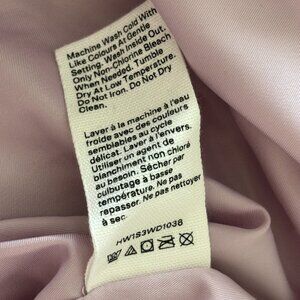 Machine Wash Cold With
Like Colours At Gentle
Setting. Wash Inside Out.
Only Non-Chlorine Bleach
When Needed. Tumble
Dry At Low Temperature.
Do Not Iron. Do Not Dry
Clean.
Laver à la machine à l'eau
froide avec des couleurs
semblables au cycle
délicat. Laver à l'envers.
Utiliser un agent de
blanchiment non chloré
au besoin. Sécher par
culbutage à basse
température. Ne pas
repasser. Ne pas nettoyer
à sec.
HW1S3WD1036